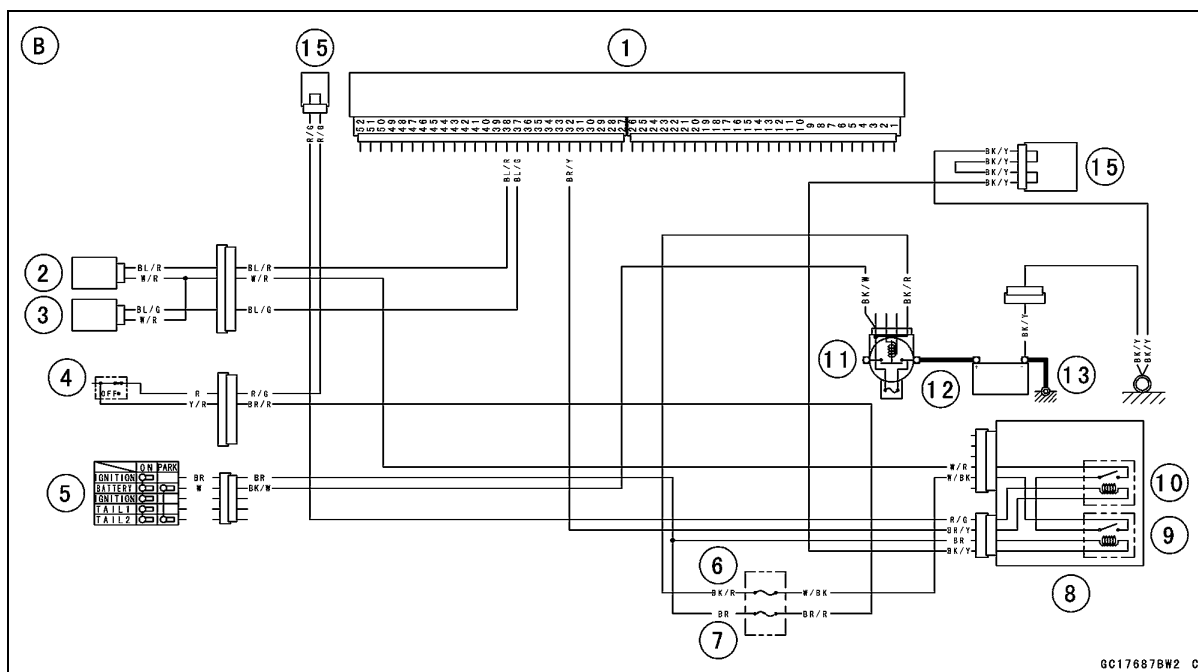 B
15
1
52 51 50 49 48 47 46 45 44 43 42 41 40 39 38 37 36 35 34 33 32 31 30 29 28 27 26 25 24 23 22 21 20 19 18 17 16 15 14 13 12 11 10 9 8 7 6 5 4 3 2 1
R/G
R/G
BL/R
BL/G
BR/Y
BK/Y
BK/Y
BK/Y
BK/Y
15
2
BL/R
W/R
BL/R
W/R
3
BL/G
W/R
BL/G
BK/W
BK/R
BK/Y
BK/Y
BK/Y
11
12
13
4
OFF
R
Y/R
R/G
BR/R
5
ON PARK
IGNITION
BATTERY
IGNITION
TAIL1
TAIL2
BR
W
BR
BK/W
W/R
W/BK
10
R/G
BR/Y
BR
BK/Y
9
8
6
BK/R
W/BK
BR
BR/R
7
GC17687BW2 C